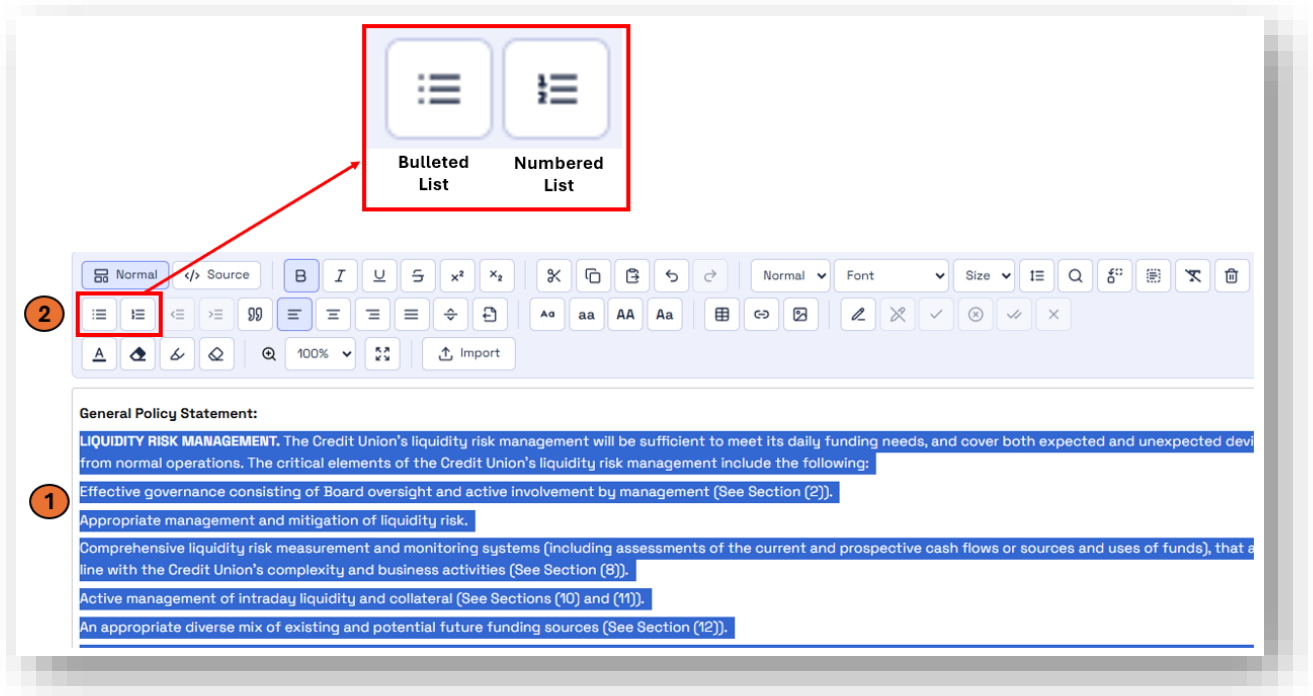 Bulleted
List
Numbered
List
Normal
Source
B
I
U
S
x²
x₂
Normal
Font
Size
2
Aa
aa
AA
Aa
A
100%
Import
General Policy Statement:
LIQUIDITY RISK MANAGEMENT. The Credit Union's liquidity risk management will be sufficient to meet its daily funding needs, and cover both expected and unexpected devi
from normal operations. The critical elements of the Credit Union's liquidity risk management include the following:
1
Effective governance consisting of Board oversight and active involvement by management (See Section (2)).
Appropriate management and mitigation of liquidity risk.
Comprehensive liquidity risk measurement and monitoring systems (including assessments of the current and prospective cash flows or sources and uses of funds), that a
line with the Credit Union's complexity and business activities (See Section (8)).
Active management of intraday liquidity and collateral (See Sections (10) and (11)).
An appropriate diverse mix of existing and potential future funding sources (See Section (12)).